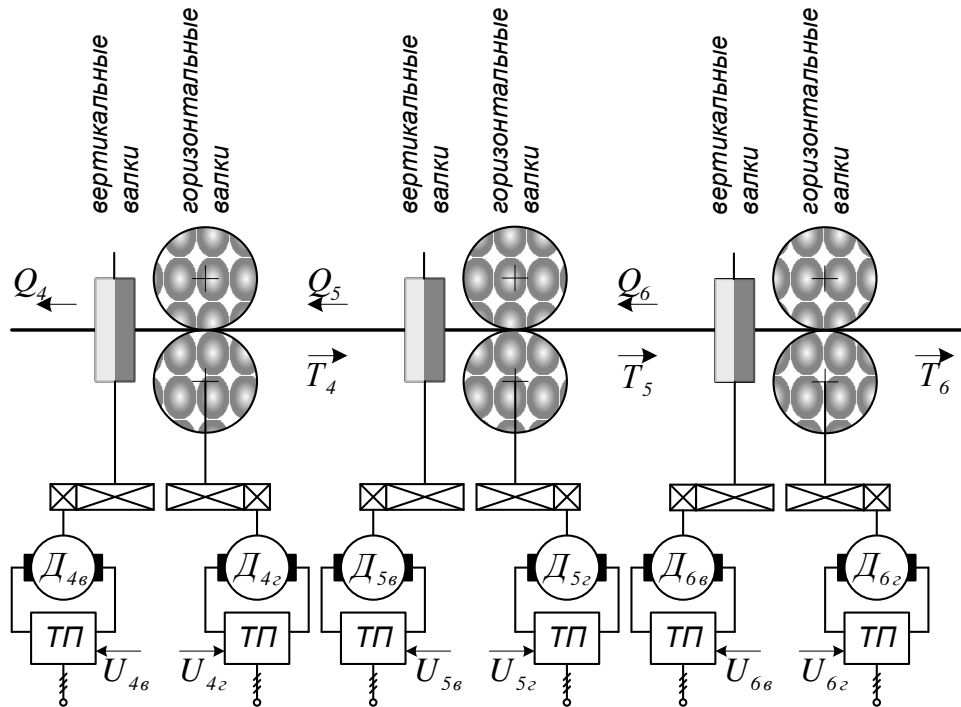 вертикальные
валки
горизонтальные
валки
вертикальные
валки
горизонтальные
валки
вертикальные
валки
горизонтальные
валки
Q4
Q5
Q6
T4
T5
T6
Д4в
Д4г
Д5в
Д5г
Д6в
Д6г
ТП
ТП
ТП
ТП
ТП
ТП
U4в
U4г
U5в
U5г
U6в
U6г